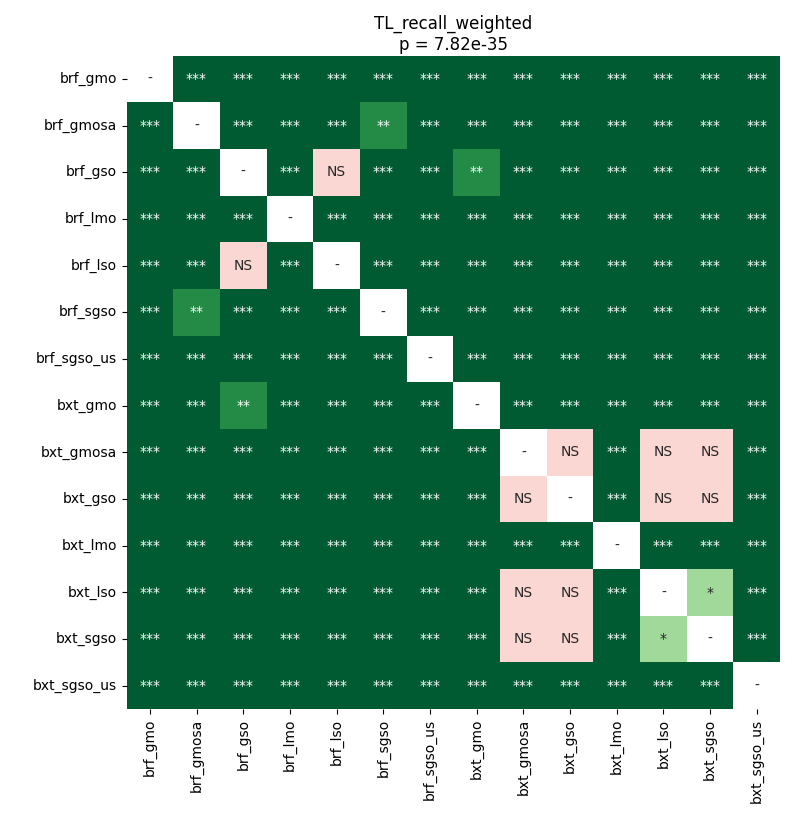 TL_recall_weighted
p = 7.82e-35
brf_gmo - *** *** *** *** *** *** *** *** *** *** *** *** ***
brf_gmosa *** - *** *** *** ** *** *** *** *** *** *** *** ***
brf_gso *** *** - *** NS *** *** ** *** *** *** *** *** ***
brf_lmo *** *** *** - *** *** *** *** *** *** *** *** *** ***
brf_lso *** *** NS *** - *** *** *** *** *** *** *** *** ***
brf_sgso *** ** *** *** *** - *** *** *** *** *** *** *** ***
brf_sgso_us *** *** *** *** *** *** - *** *** *** *** *** *** ***
bxt_gmo *** *** ** *** *** *** *** - *** *** *** *** *** ***
bxt_gmosa *** *** *** *** *** *** *** *** - NS *** NS NS ***
bxt_gso *** *** *** *** *** *** *** *** NS - *** NS NS ***
bxt_lmo *** *** *** *** *** *** *** *** *** *** - *** *** ***
bxt_lso *** *** *** *** *** *** *** *** NS NS *** - * ***
bxt_sgso *** *** *** *** *** *** *** *** NS NS *** * - ***
bxt_sgso_us *** *** *** *** *** *** *** *** *** *** *** *** *** -
brf_gmo brf_gmosa brf_gso brf_lmo brf_lso brf_sgso brf_sgso_us bxt_gmo bxt_gmosa bxt_gso bxt_lmo bxt_lso bxt_sgso bxt_sgso_us